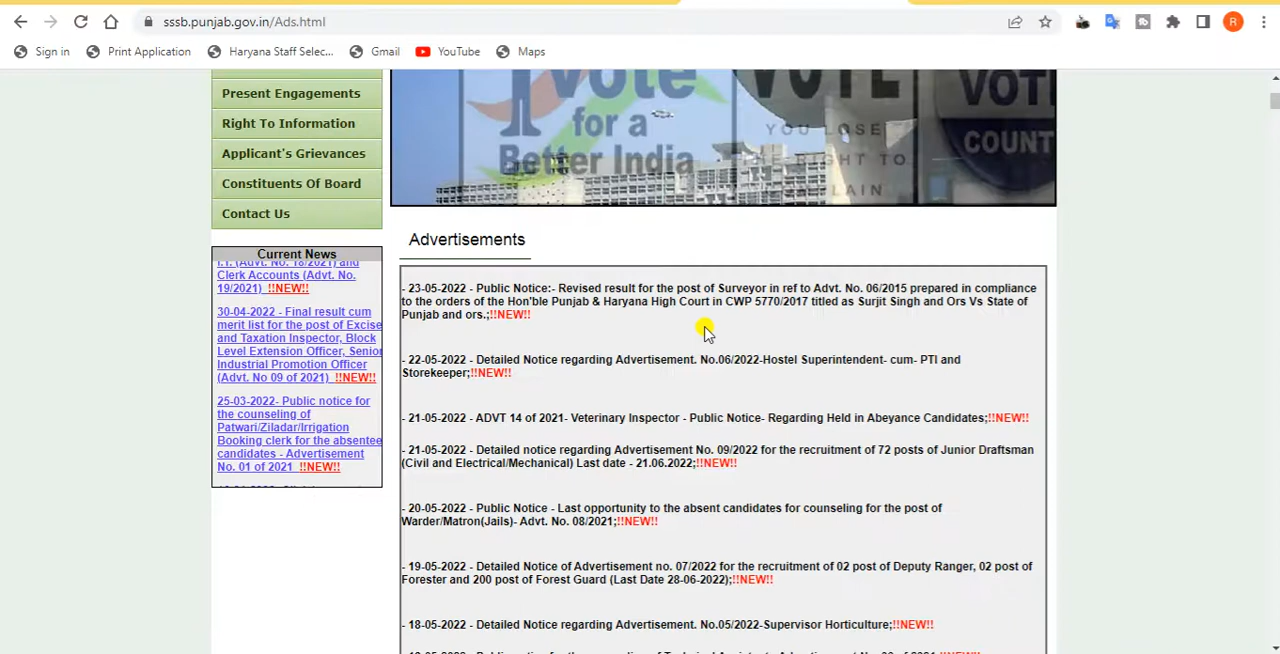 sssb.punjab.gov.in/Ads.html
R
Sign in
Print Application
Haryana Staff Selec...
Gmail
YouTube
Maps
Present Engagements
Right To Information
Applicant's Grievances
Constituents Of Board
Contact Us
Vote
for a
Better India
VOTE
YOU LOSE
THE RIGHT TO
COMPLAIN
VOTE
COUNT
Current News
I.T. (Advt. No. 18/2021) and
Clerk Accounts (Advt. No.
19/2021) !!NEW!!
30-04-2022 - Final result cum
merit list for the post of Excise
and Taxation Inspector, Block
Level Extension Officer, Senior
Industrial Promotion Officer
(Advt. No 09 of 2021) !!NEW!!
25-03-2022- Public notice for
the counseling of
Patwari/Ziladar/Irrigation
Booking clerk for the absentee
candidates - Advertisement
No. 01 of 2021 !!NEW!!
Advertisements
- 23-05-2022 - Public Notice:- Revised result for the post of Surveyor in ref to Advt. No. 06/2015 prepared in compliance
to the orders of the Hon'ble Punjab & Haryana High Court in CWP 5770/2017 titled as Surjit Singh and Ors Vs State of
Punjab and ors.;!!NEW!!
- 22-05-2022 - Detailed Notice regarding Advertisement. No.06/2022-Hostel Superintendent- cum- PTI and
Storekeeper;!!NEW!!
- 21-05-2022 - ADVT 14 of 2021- Veterinary Inspector - Public Notice- Regarding Held in Abeyance Candidates;!!NEW!!
- 21-05-2022 - Detailed notice regarding Advertisement No. 09/2022 for the recruitment of 72 posts of Junior Draftsman
(Civil and Electrical/Mechanical) Last date - 21.06.2022;!!NEW!!
- 20-05-2022 - Public Notice - Last opportunity to the absent candidates for counseling for the post of
Warder/Matron(Jails)- Advt. No. 08/2021;!!NEW!!
- 19-05-2022 - Detailed Notice of Advertisement no. 07/2022 for the recruitment of 02 post of Deputy Ranger, 02 post of
Forester and 200 post of Forest Guard (Last Date 28-06-2022);!!NEW!!
- 18-05-2022 - Detailed Notice regarding Advertisement. No.05/2022-Supervisor Horticulture;!!NEW!!